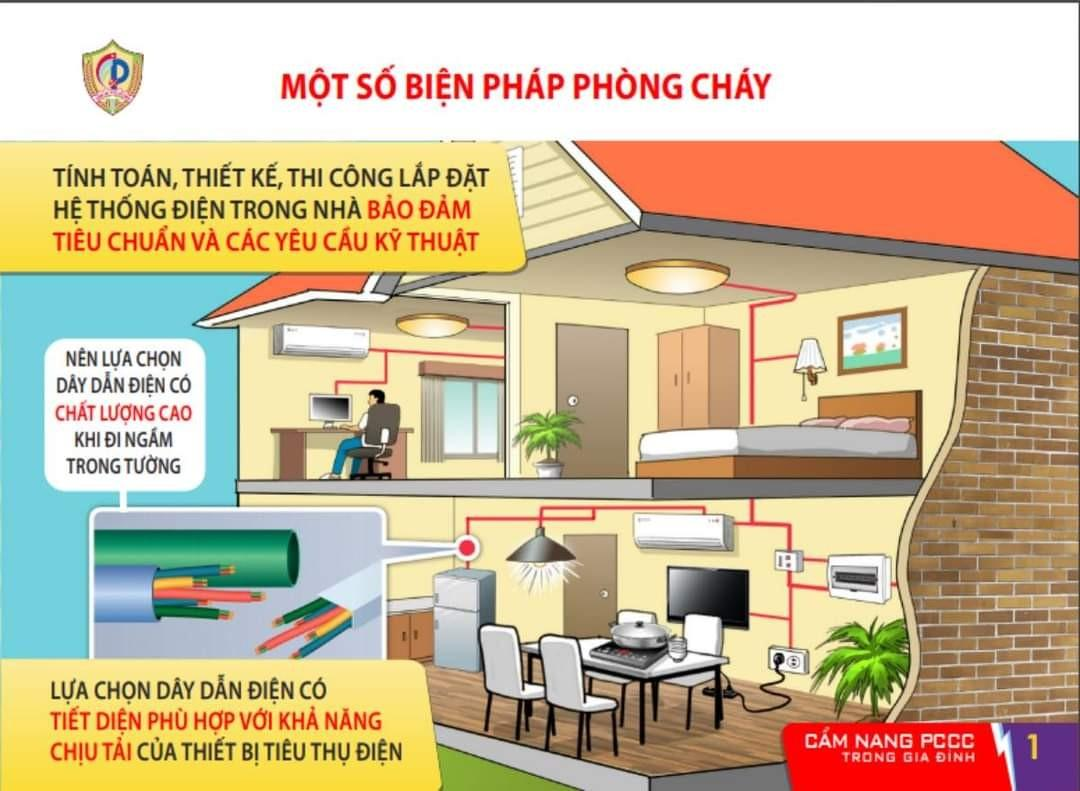 MỘT SỐ BIỆN PHÁP PHÒNG CHÁY
TÍNH TOÁN, THIẾT KẾ, THI CÔNG LẮP ĐẶT
HỆ THỐNG ĐIỆN TRONG NHÀ BẢO ĐẢM
TIÊU CHUẨN VÀ CÁC YÊU CẦU KỸ THUẬT
NÊN LỰA CHỌN
DÂY DẪN ĐIỆN CÓ
CHẤT LƯỢNG CAO
KHI ĐI NGẦM
TRONG TƯỜNG
LỰA CHỌN DÂY DẪN ĐIỆN CÓ
TIẾT DIỆN PHÙ HỢP VỚI KHẢ NĂNG
CHỊU TẢI CỦA THIẾT BỊ TIÊU THỤ ĐIỆN
CẨM NANG PCCC
TRONG GIA ĐÌNH
1